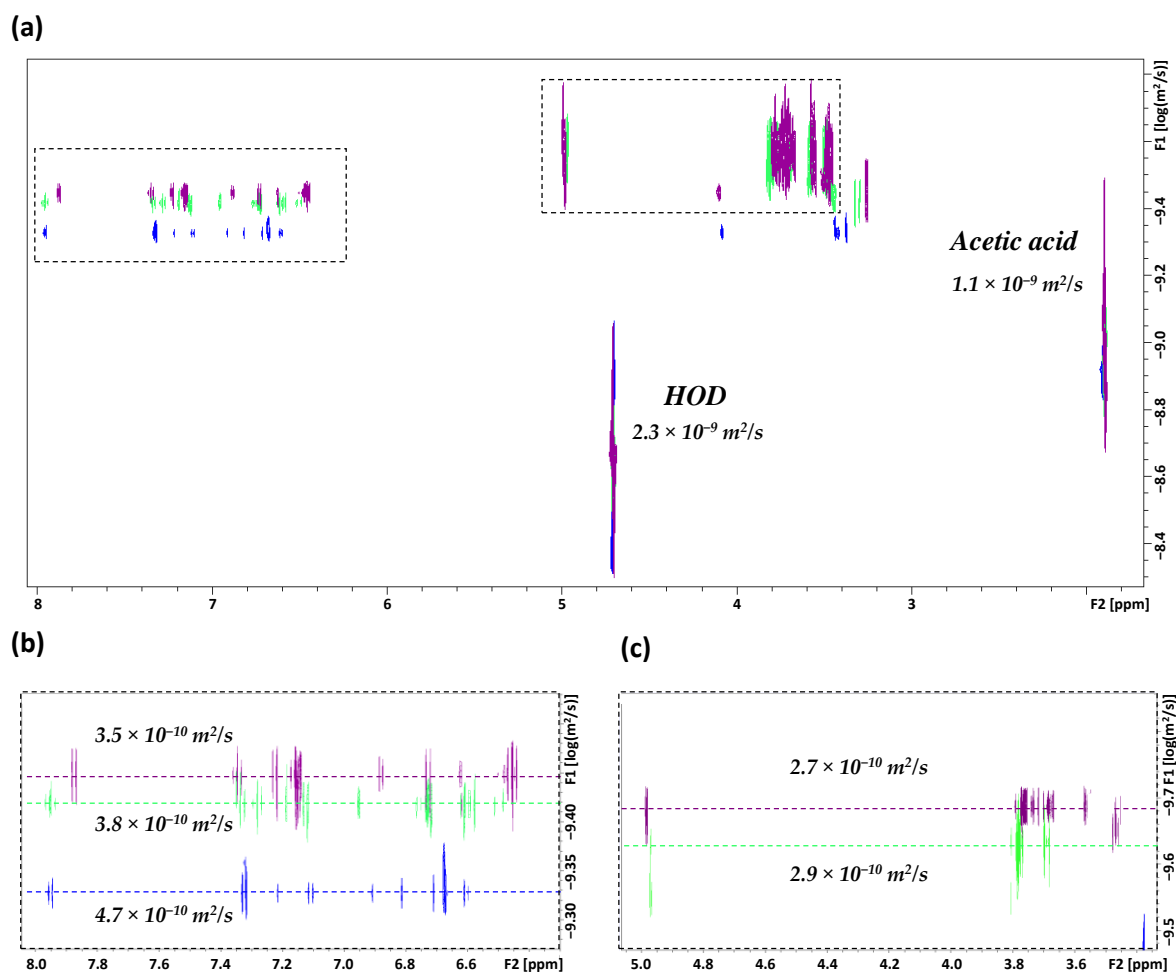 (a)
F1 [log(m²/s)]
−9.4
−9.2
−9.0
−8.8
−8.6
−8.4
Acetic acid
1.1 × 10⁻⁹ m²/s
HOD
2.3 × 10⁻⁹ m²/s
8 7 6 5 4 3 F2 [ppm]
(b)
3.5 × 10⁻¹⁰ m²/s
3.8 × 10⁻¹⁰ m²/s
4.7 × 10⁻¹⁰ m²/s
F1 [log(m²/s)]
−9.40
−9.35
−9.30
8.0 7.8 7.6 7.4 7.2 7.0 6.8 6.6 F2 [ppm]
(c)
2.7 × 10⁻¹⁰ m²/s
2.9 × 10⁻¹⁰ m²/s
F1 [log(m²/s)]
−9.7
−9.6
−9.5
5.0 4.8 4.6 4.4 4.2 4.0 3.8 3.6 F2 [ppm]